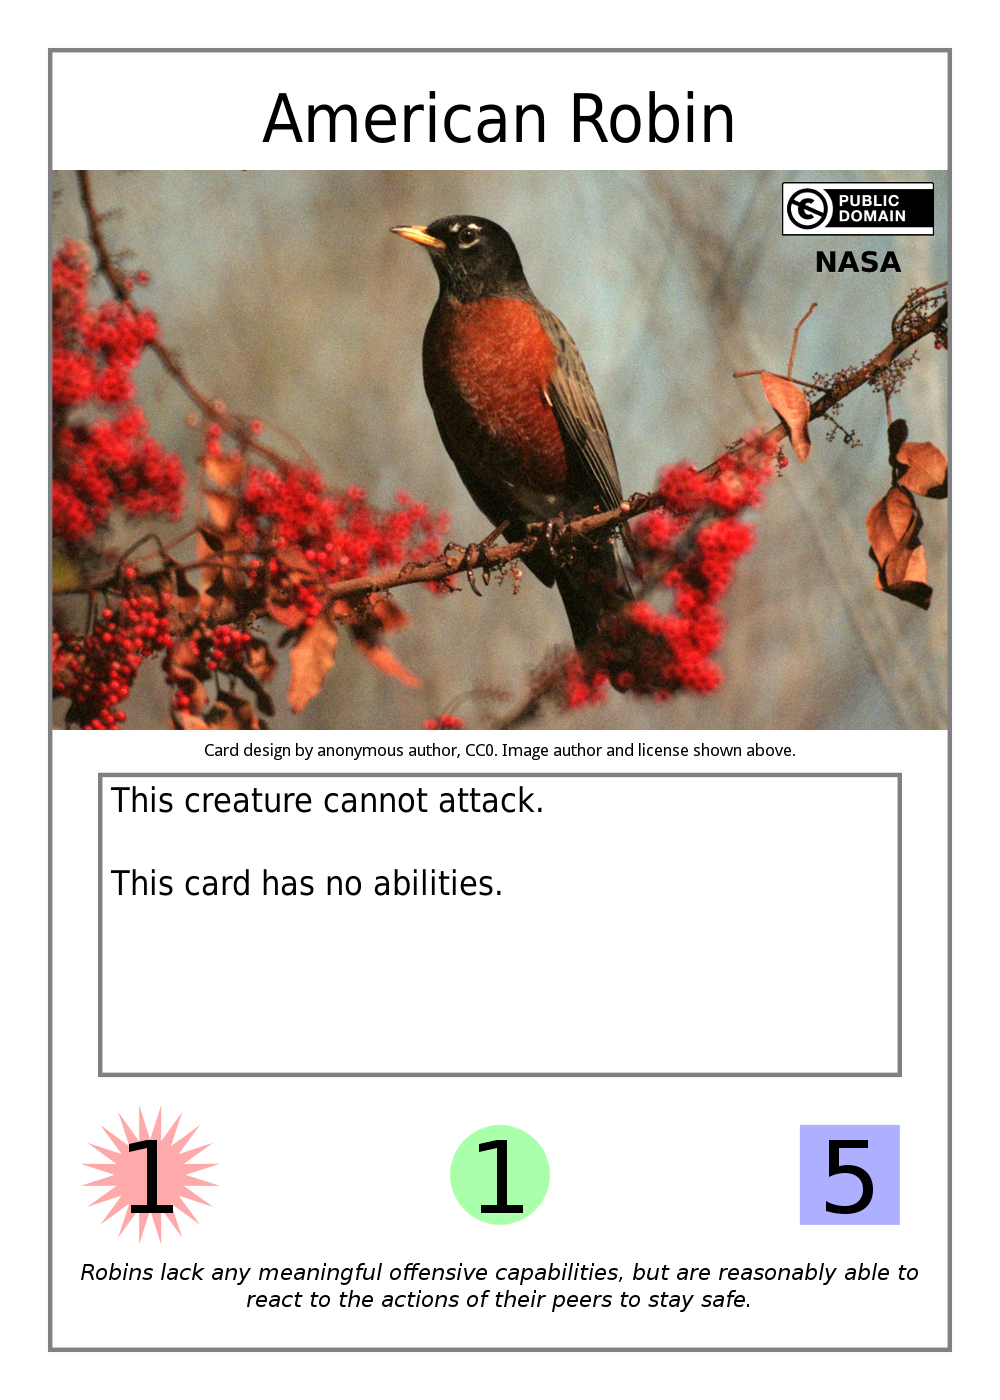 American Robin
PUBLIC
DOMAIN
NASA
Card design by anonymous author, CC0. Image author and license shown above.
This creature cannot attack.
This card has no abilities.
1 1 5
Robins lack any meaningful offensive capabilities, but are reasonably able to
react to the actions of their peers to stay safe.